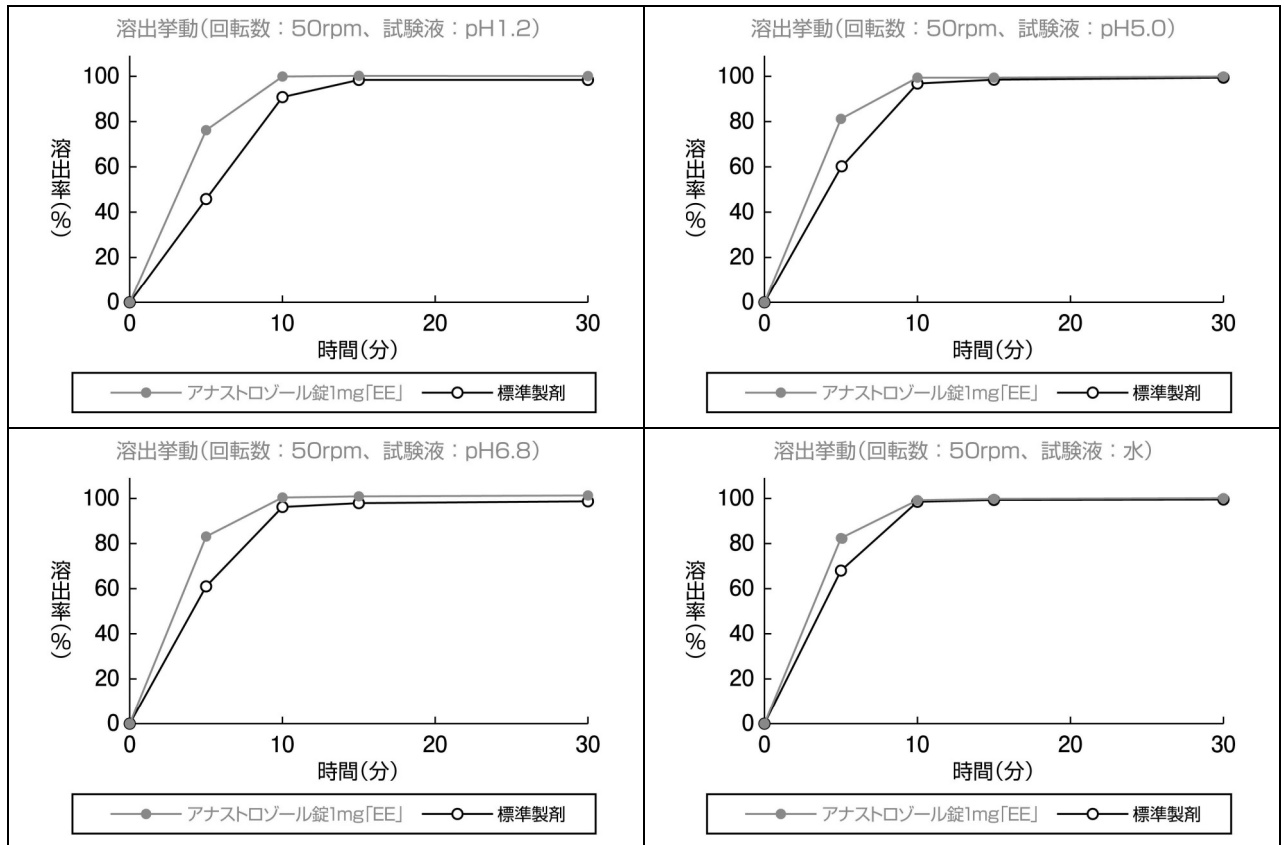 溶出挙動(回転数：50rpm、試験液：pH1.2)
100
80
60
40
20
0
溶出率(%)
0 10 20 30
時間(分)
アナストロゾール錠1mg「EE」 標準製剤
溶出挙動(回転数：50rpm、試験液：pH5.0)
100
80
60
40
20
0
溶出率(%)
0 10 20 30
時間(分)
アナストロゾール錠1mg「EE」 標準製剤
溶出挙動(回転数：50rpm、試験液：pH6.8)
100
80
60
40
20
0
溶出率(%)
0 10 20 30
時間(分)
アナストロゾール錠1mg「EE」 標準製剤
溶出挙動(回転数：50rpm、試験液：水)
100
80
60
40
20
0
溶出率(%)
0 10 20 30
時間(分)
アナストロゾール錠1mg「EE」 標準製剤